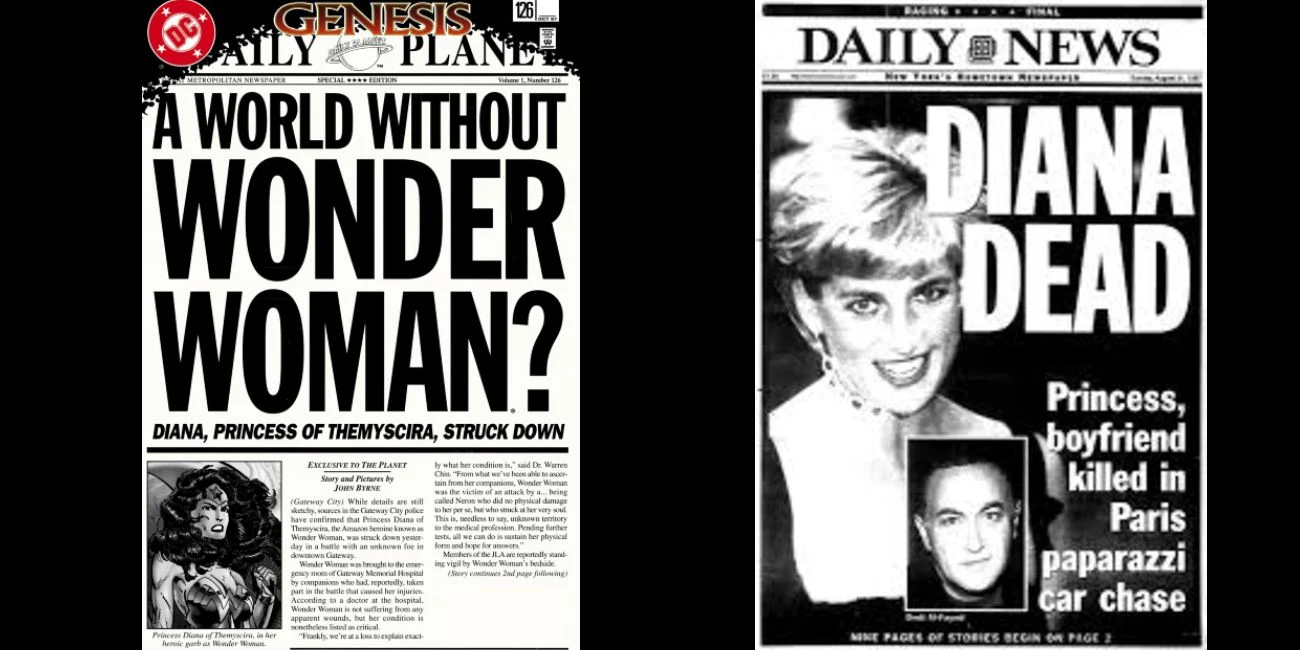 DC
GENESIS
126
OCT 97
DAILY PLANET
DAILY PLANET
METROPOLITAN NEWSPAPER SPECIAL ★★★★ EDITION Volume 1, Number 126
A WORLD WITHOUT
WONDER
WOMAN?
DIANA, PRINCESS OF THEMYSCIRA, STRUCK DOWN
Princess Diana of Themyscira, in her
heroic garb as Wonder Woman.
EXCLUSIVE TO THE PLANET
Story and Pictures by
JOHN BYRNE
(Gateway City) While details are still
sketchy, sources in the Gateway City police
have confirmed that Princess Diana of
Themyscira, the Amazon heroine known as
Wonder Woman, was struck down yester-
day in a battle with an unknown foe in
downtown Gateway.
Wonder Woman was brought to the emer-
gency room of Gateway Memorial Hospital
by companions who had, reportedly, taken
part in the battle that caused her injuries.
According to a doctor at the hospital,
Wonder Woman is not suffering from any
apparent wounds, but her condition is
nonetheless listed as critical.
"Frankly, we're at a loss to explain exact-
ly what her condition is," said Dr. Warren
Chin. "From what we've been able to ascer-
tain from her companions, Wonder Woman
was the victim of an attack by a... being
called Neron who did no physical damage
to her per se, but who struck at her very soul.
This is, needless to say, unknown territory
to the medical profession. Pending further
tests, all we can do is sustain her physical
form and hope for answers."
Members of the JLA are reportedly stand-
ing vigil by Wonder Woman's bedside.
(Story continues 2nd page following)
RACING ★ ★ ★ ★ FINAL
DAILY NEWS
NEW YORK'S HOMETOWN NEWSPAPER
DIANA
DEAD
Princess,
boyfriend
killed in
Paris
paparazzi
car chase
Dodi Al-Fayed
NINE PAGES OF STORIES BEGIN ON PAGE 2